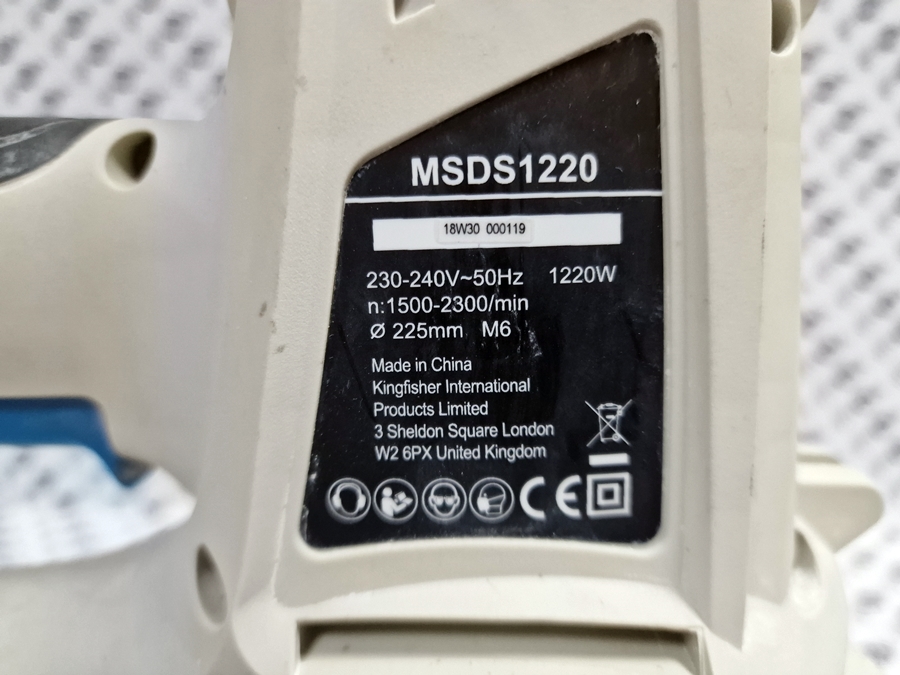 MSDS1220
18W30 000119
230-240V~50Hz 1220W
n:1500-2300/min
Ø 225mm M6
Made in China
Kingfisher International
Products Limited
3 Sheldon Square London
W2 6PX United Kingdom
CE